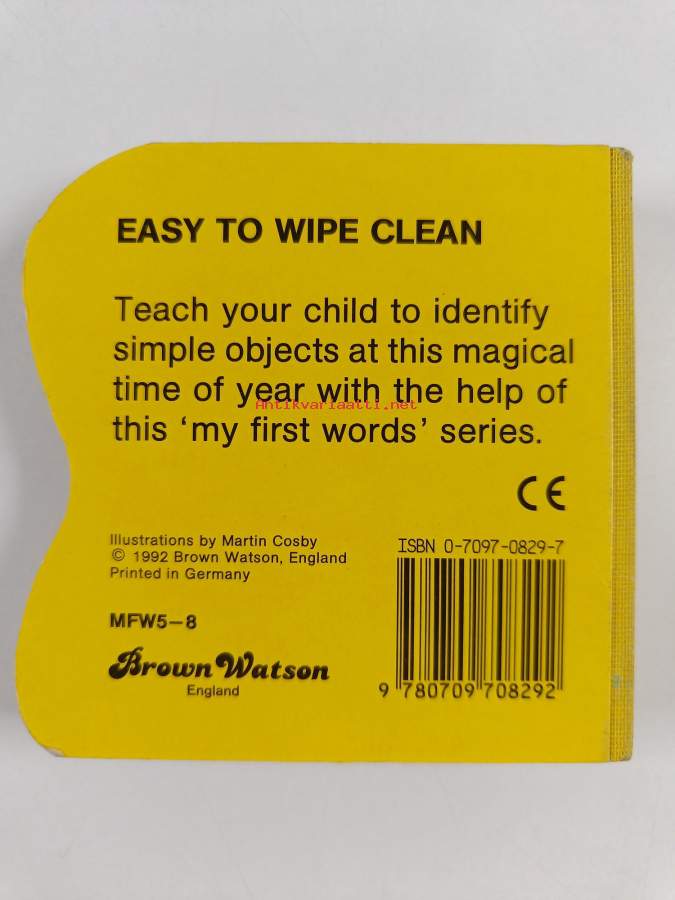 EASY TO WIPE CLEAN
Teach your child to identify
simple objects at this magical
time of year with the help of
Antikvariaatti.net
this ‘my first words’ series.
CE
Illustrations by Martin Cosby
© 1992 Brown Watson, England
Printed in Germany
MFW5–8
Brown Watson
England
ISBN 0-7097-0829-7
9 780709 708292